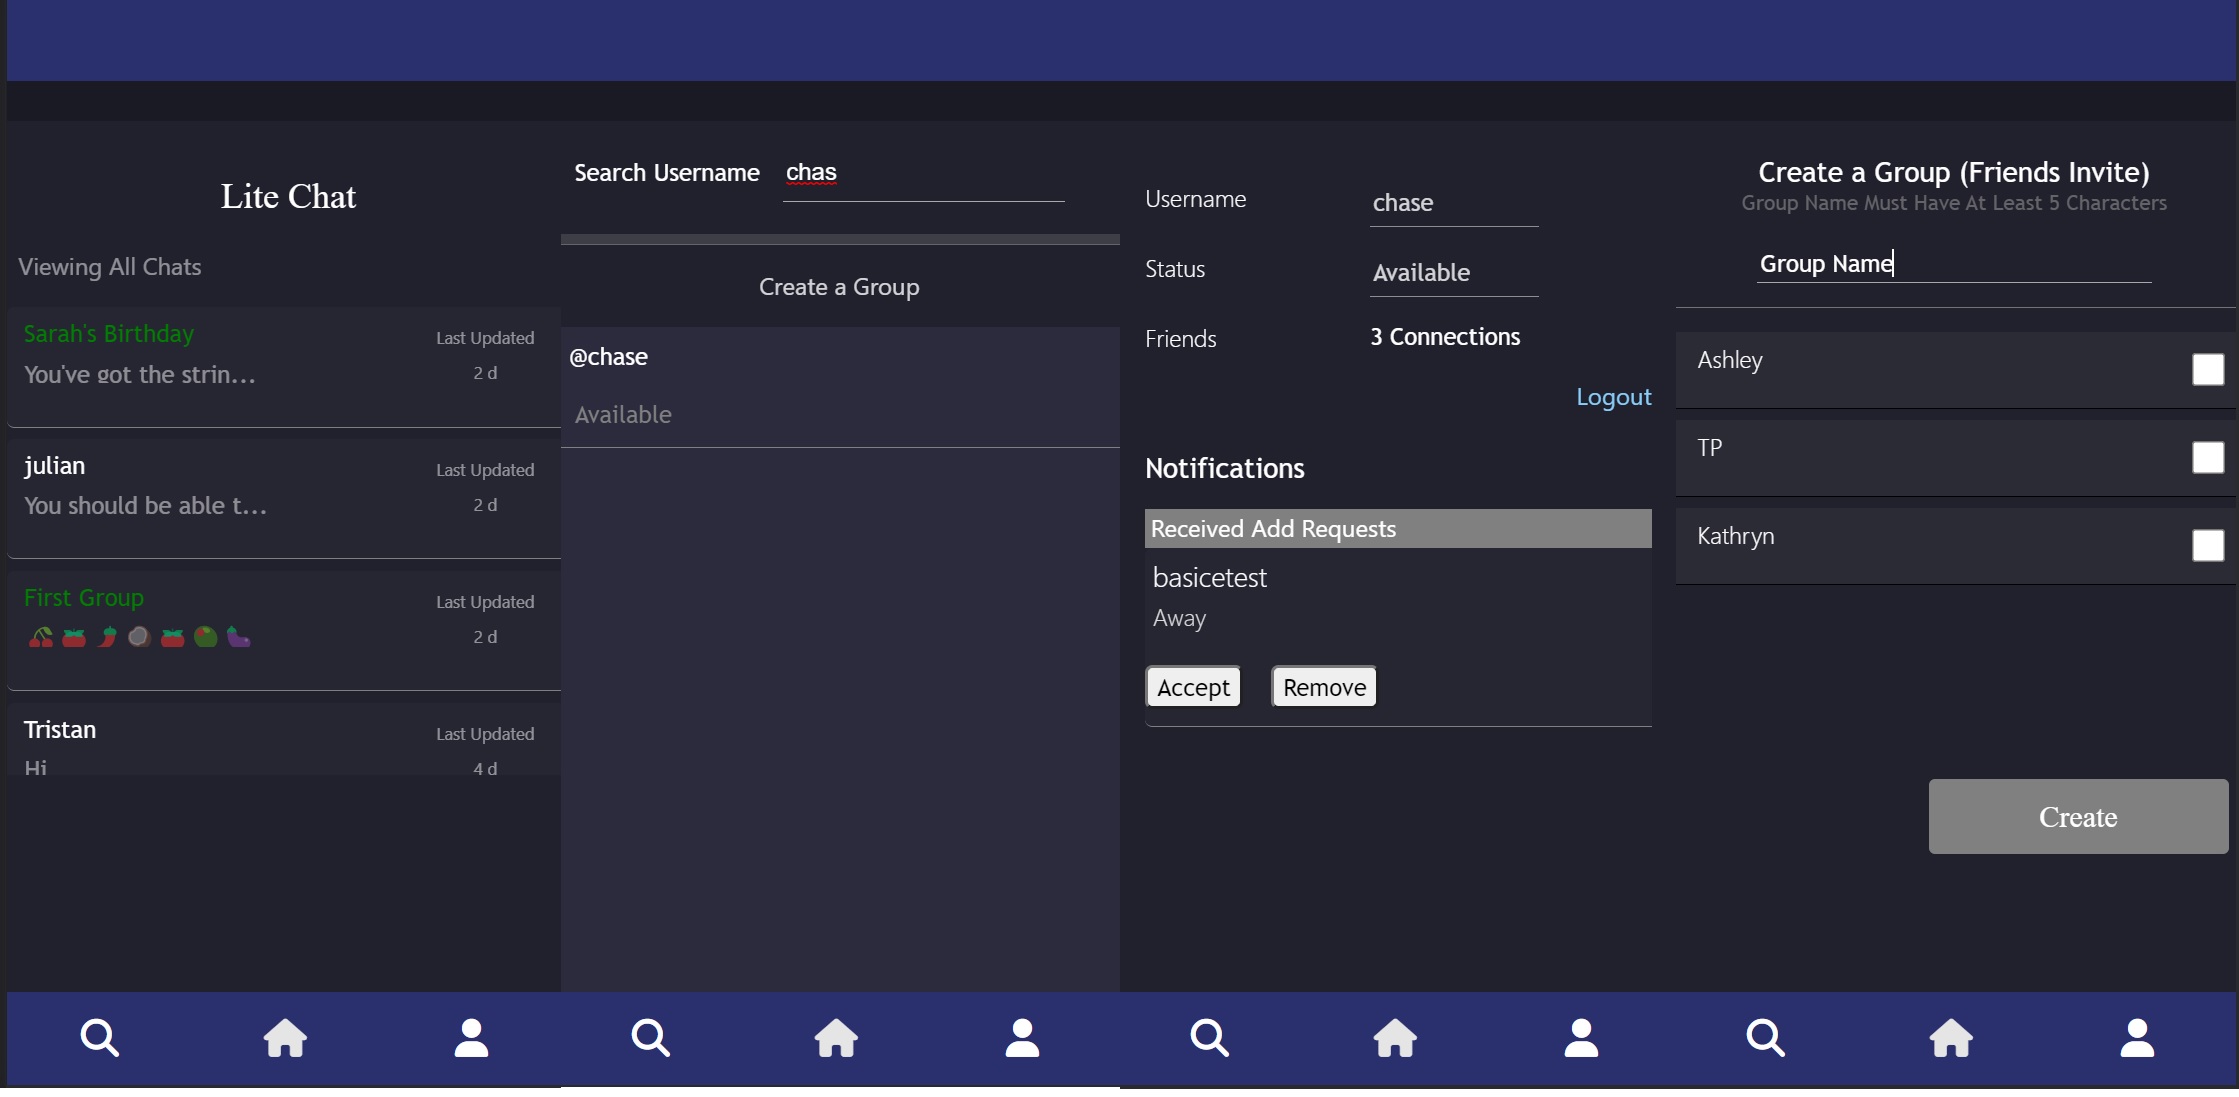 Lite Chat
Viewing All Chats
Sarah's Birthday
Last Updated
You've got the strin...
2 d
julian
Last Updated
You should be able t...
2 d
First Group
Last Updated
🍒🍅🌶️🥥🍅🫒🍆
2 d
Tristan
Last Updated
Hi
4 d
Search Username
chas
Create a Group
@chase
Available
Username
chase
Status
Available
Friends
3 Connections
Logout
Notifications
Received Add Requests
basicetest
Away
Accept
Remove
Create a Group (Friends Invite)
Group Name Must Have At Least 5 Characters
Group Name
Ashley
TP
Kathryn
Create